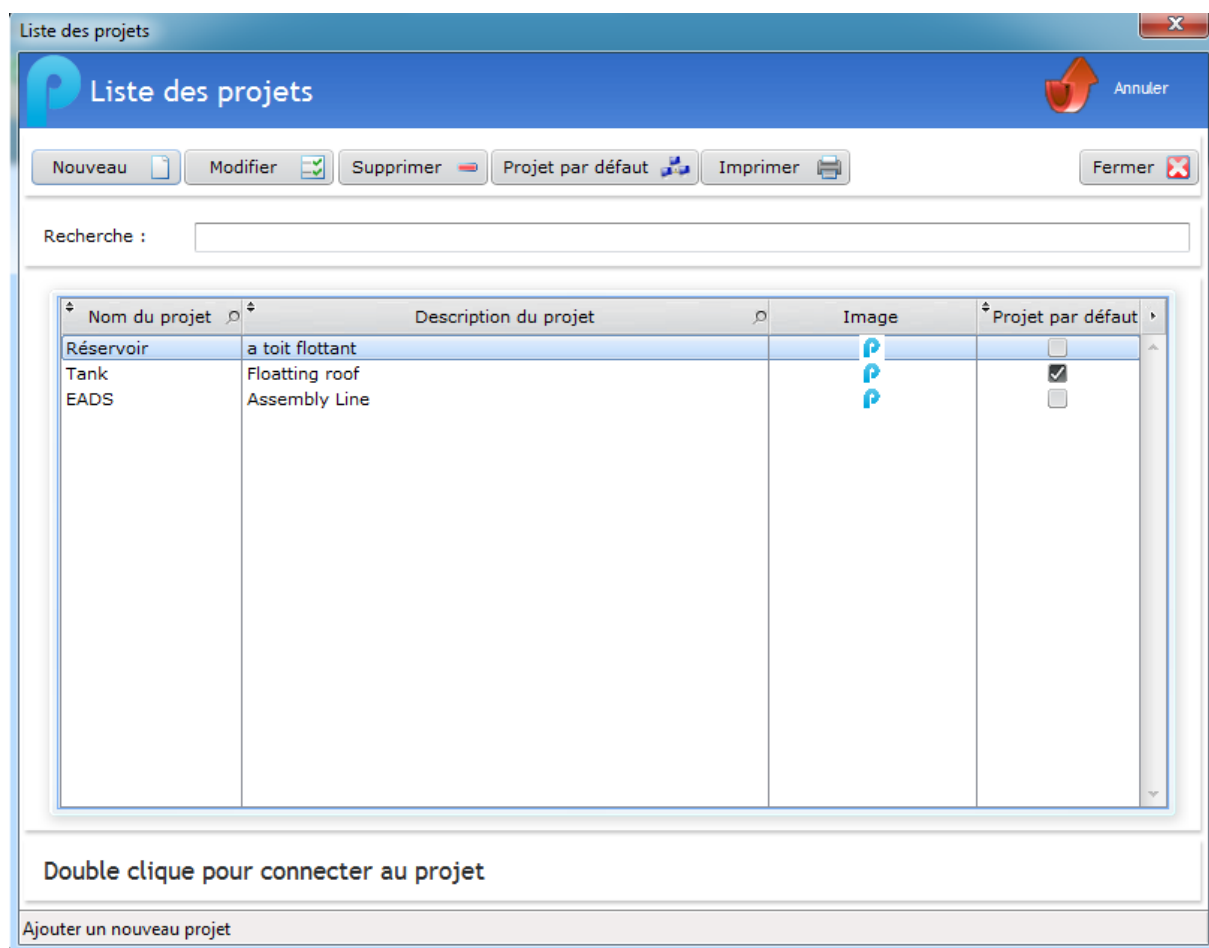 Liste des projets
Liste des projets Annuler
Nouveau Modifier Supprimer Projet par défaut Imprimer Fermer
Recherche :
Nom du projet Description du projet Image Projet par défaut
Réservoir a toit flottant
Tank Floatting roof
EADS Assembly Line
Double clique pour connecter au projet
Ajouter un nouveau projet